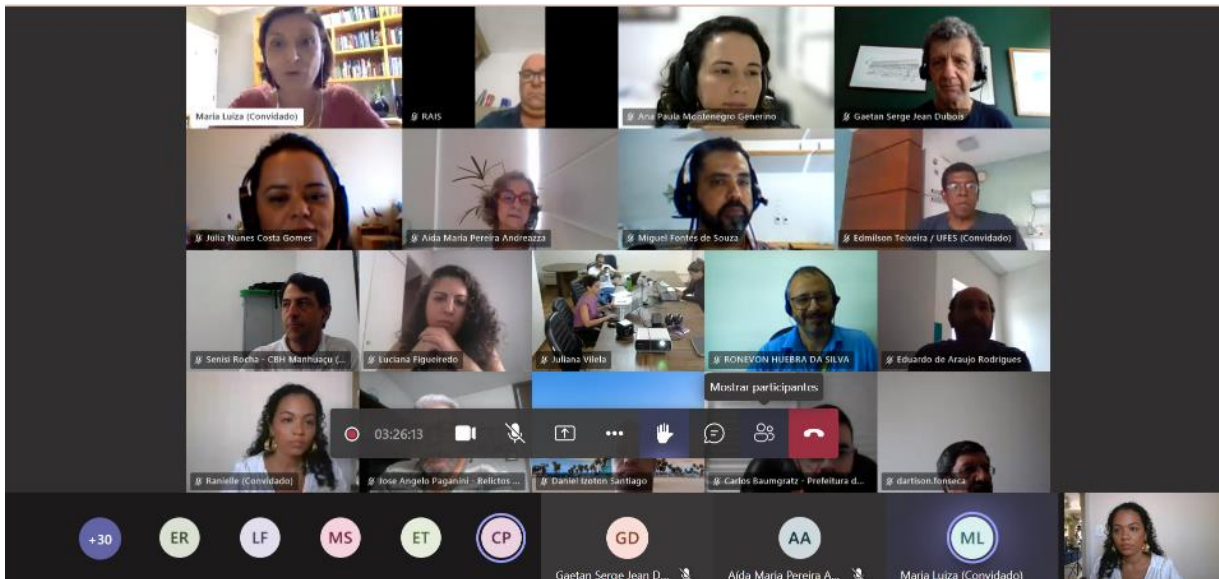 Maria Luiza (Convidado)
RAIS
Ana Paula Montenegro Generino
Gaetan Serge Jean Dubois
Julia Nunes Costa Gomes
Aída Maria Pereira Andreazza
Miguel Fontes de Souza
Edmilson Teixeira / UFES (Convidado)
Senisi Rocha - CBH Manhuaçu (...
Luciana Figueiredo
Juliana Vilela
RONEVON HUEBRA DA SILVA
Eduardo de Araujo Rodrigues
Mostrar participantes
03:26:13
Ranielle (Convidado)
Jose Angelo Paganini - Relictos ...
Daniel Izoton Santiago
Carlos Baumgratz - Prefeitura d...
dartison.fonseca
+30
ER
LF
MS
ET
CP
GD
AA
ML
Gaetan Serge Jean D...
Aída Maria Pereira A...
Maria Luiza (Convidado)